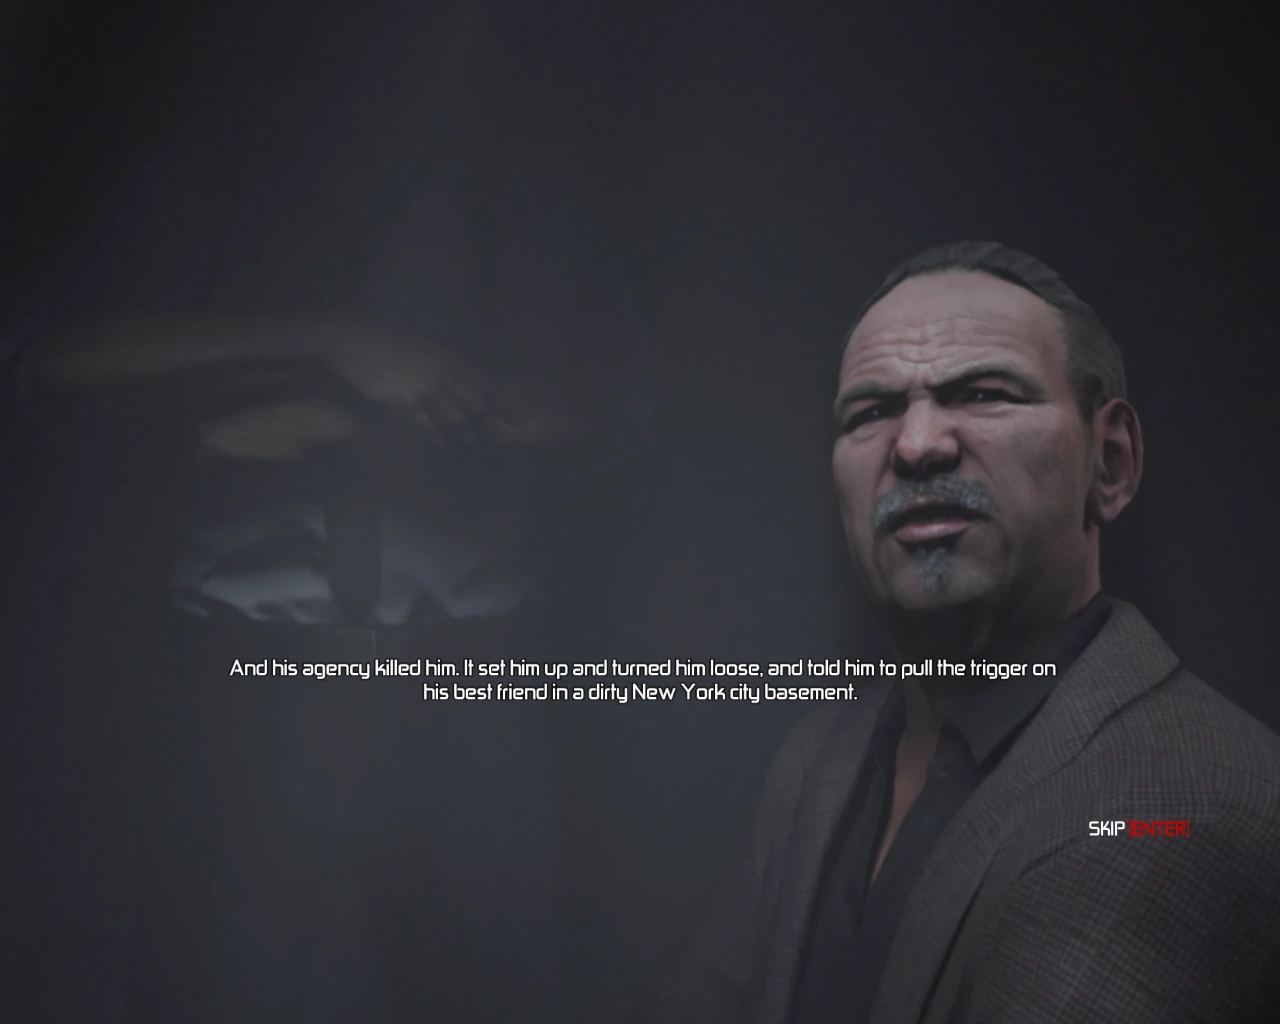 And his agency killed him. It set him up and turned him loose, and told him to pull the trigger on
his best friend in a dirty New York city basement.
SKIP [ENTER]